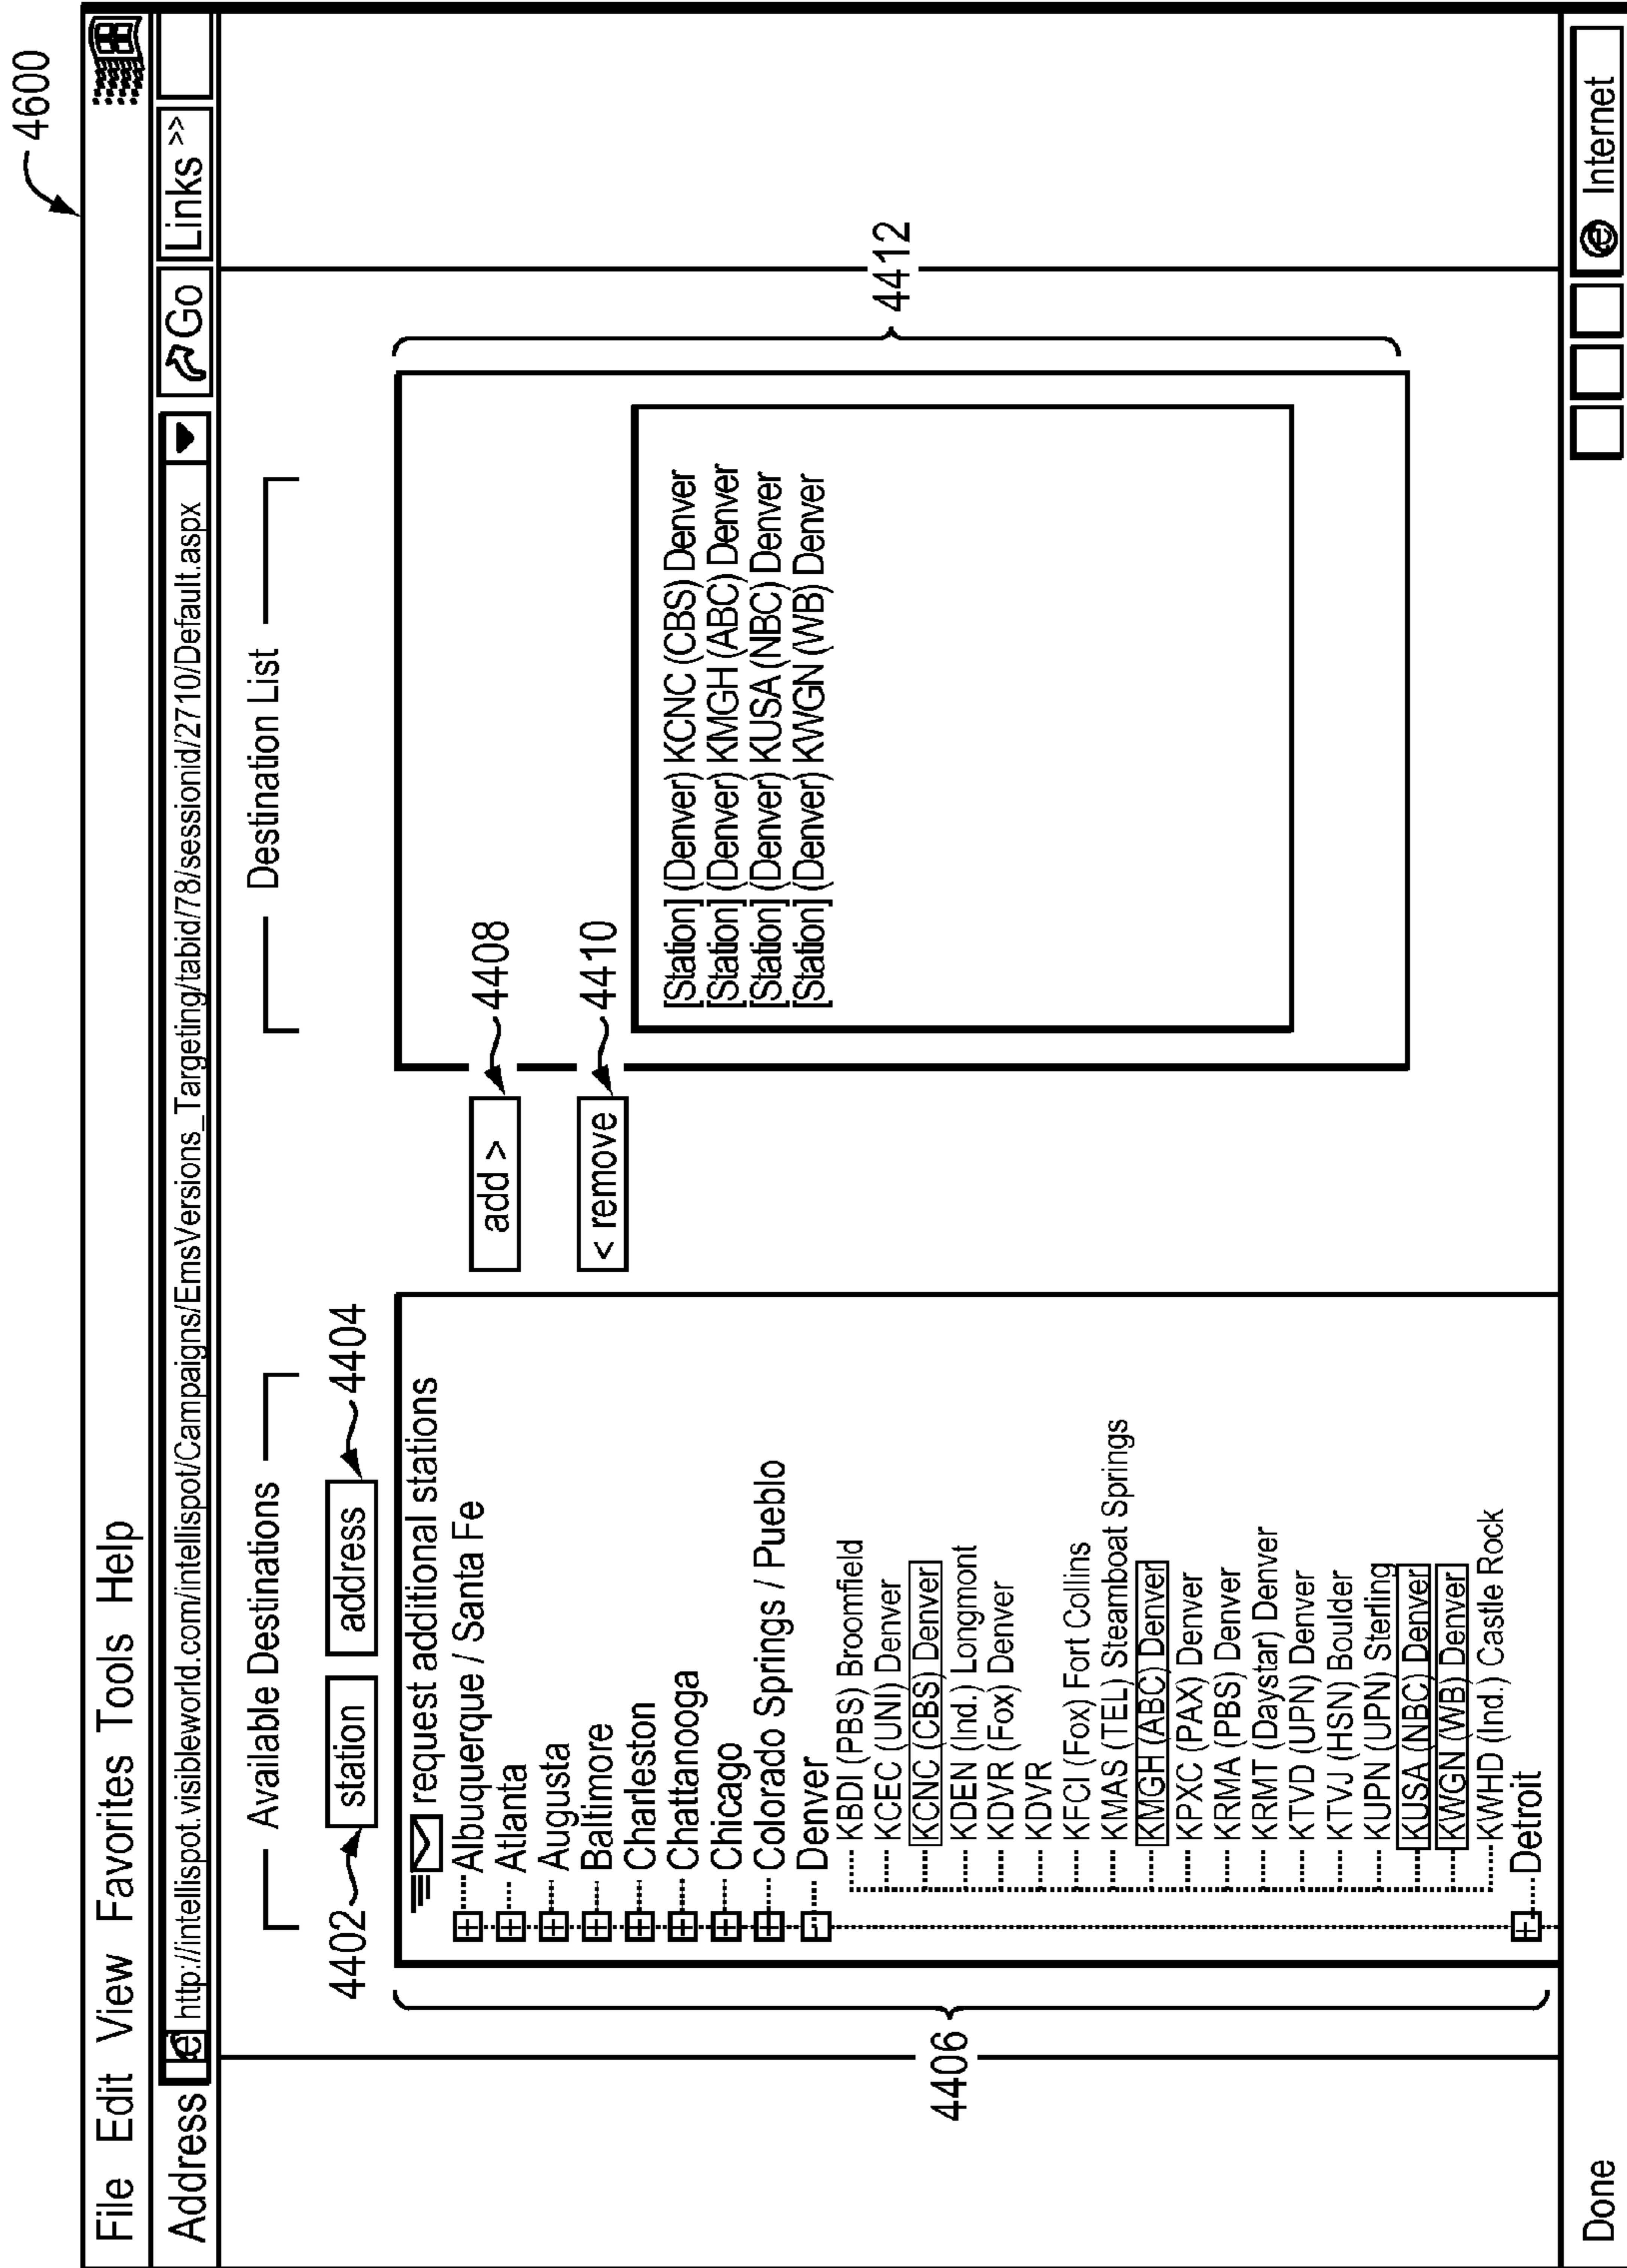 4600
File Edit View Favorites Tools Help
Address e http://intellispot.visibleworld.com/intellispot/Campaigns/EmsVersions_Targeting/tabid/78/sessionid/2710/Default.aspx Go Links >>
Available Destinations
Destination List
4402 station address 4404
request additional stations
Albuquerque / Santa Fe
Atlanta
Augusta
Baltimore
Charleston
Chattanooga
Chicago
Colorado Springs / Pueblo
Denver
KBDI (PBS) Broomfield
KCEC (UNI) Denver
KCNC (CBS) Denver
KDEN (Ind.) Longmont
KDVR (Fox) Denver
KDVR
KFCI (Fox) Fort Collins
KMAS (TEL) Steamboat Springs
KMGH (ABC) Denver
KPXC (PAX) Denver
KRMA (PBS) Denver
KRMT (Daystar) Denver
KTVD (UPN) Denver
KTVJ (HSN) Boulder
KUPN (UPN) Sterling
KUSA (NBC) Denver
KWGN (WB) Denver
KWHD (Ind.) Castle Rock
Detroit
4406
add > 4408
< remove 4410
[Station] (Denver) KCNC (CBS) Denver
[Station] (Denver) KMGH (ABC) Denver
[Station] (Denver) KUSA (NBC) Denver
[Station] (Denver) KWGN (WB) Denver
4412
Done
e Internet